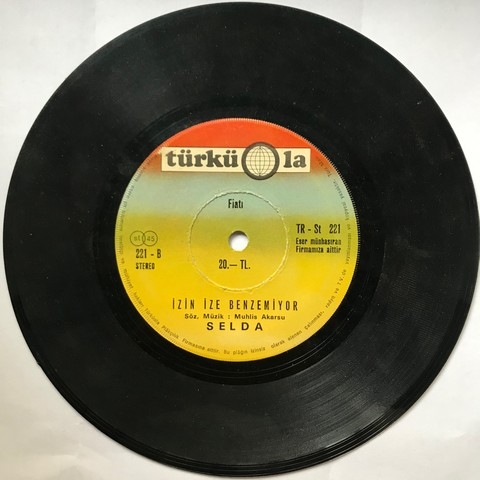 türkü la
Fiatı
TR - St 221
Eser münhasıran
Firmamıza aittir
st 45
221 - B
STEREO
20.— TL.
İZİN İZE BENZEMİYOR
Söz, Müzik : Muhlis Akarsu
SELDA